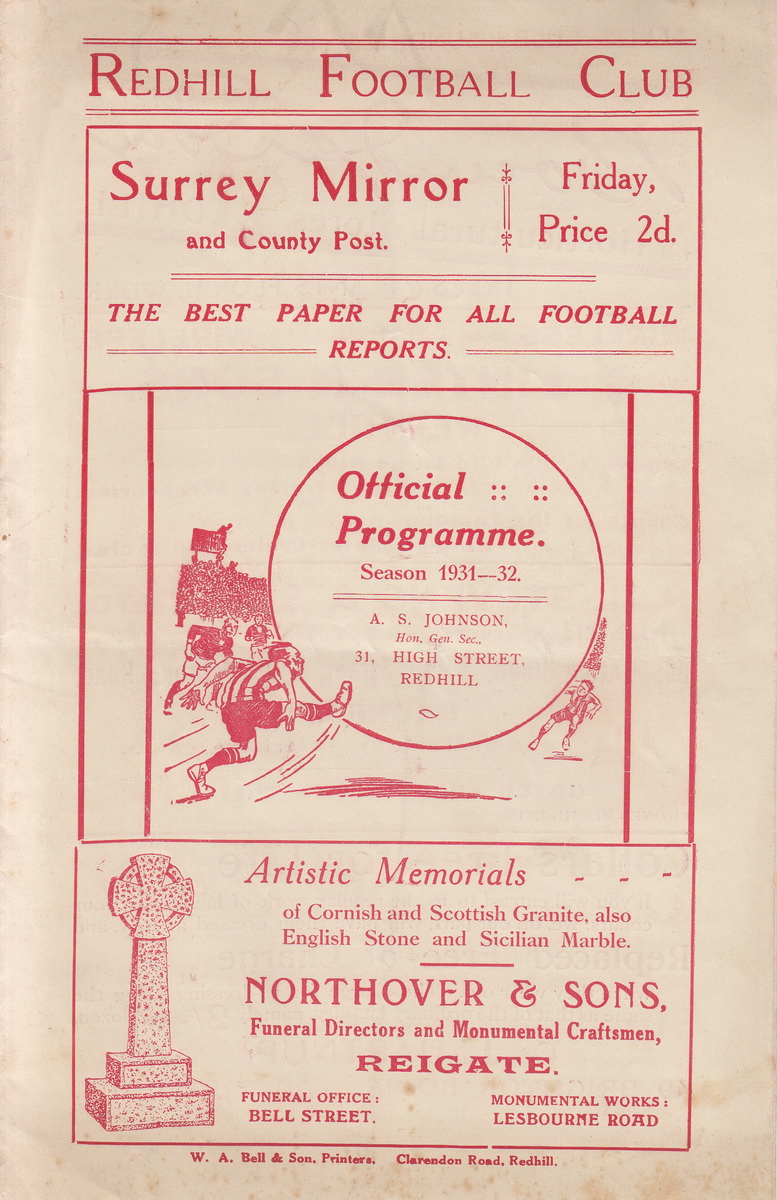 REDHILL FOOTBALL CLUB
Surrey Mirror
and County Post.
Friday,
Price 2d.
THE BEST PAPER FOR ALL FOOTBALL
REPORTS.
Official :: ::
Programme.
Season 1931—32.
A. S. JOHNSON,
Hon. Gen. Sec.,
31, HIGH STREET,
REDHILL
Artistic Memorials - - -
of Cornish and Scottish Granite, also
English Stone and Sicilian Marble.
NORTHOVER & SONS,
Funeral Directors and Monumental Craftsmen,
REIGATE.
FUNERAL OFFICE :
BELL STREET.
MONUMENTAL WORKS :
LESBOURNE ROAD
W. A. Bell & Son, Printers, Clarendon Road, Redhill.